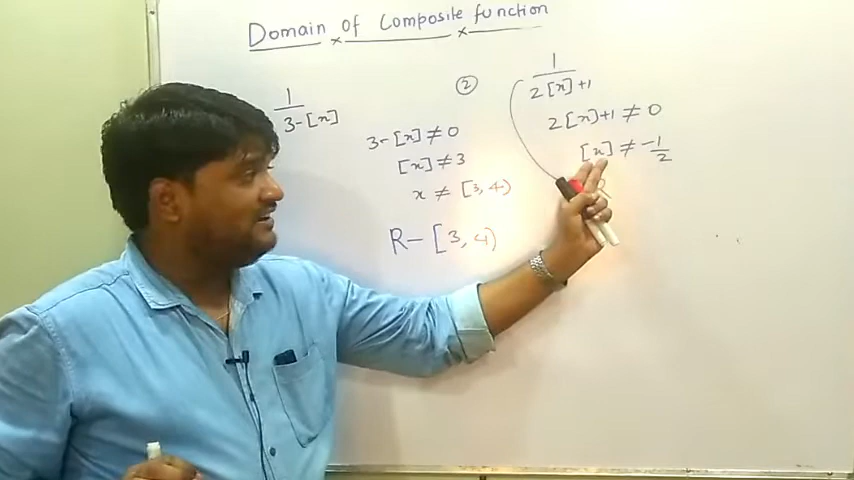 Domain of Composite function
1
3-[x]
3-[x] ≠ 0
[x] ≠ 3
x ≠ [3, 4)
R - [3, 4)
②
1
2[x]+1
2[x]+1 ≠ 0
[x] ≠ -1/2
R